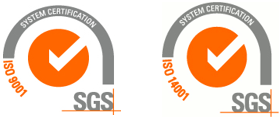 SYSTEM CERTIFICATION
ISO 9001
SGS
SYSTEM CERTIFICATION
ISO 14001
SGS